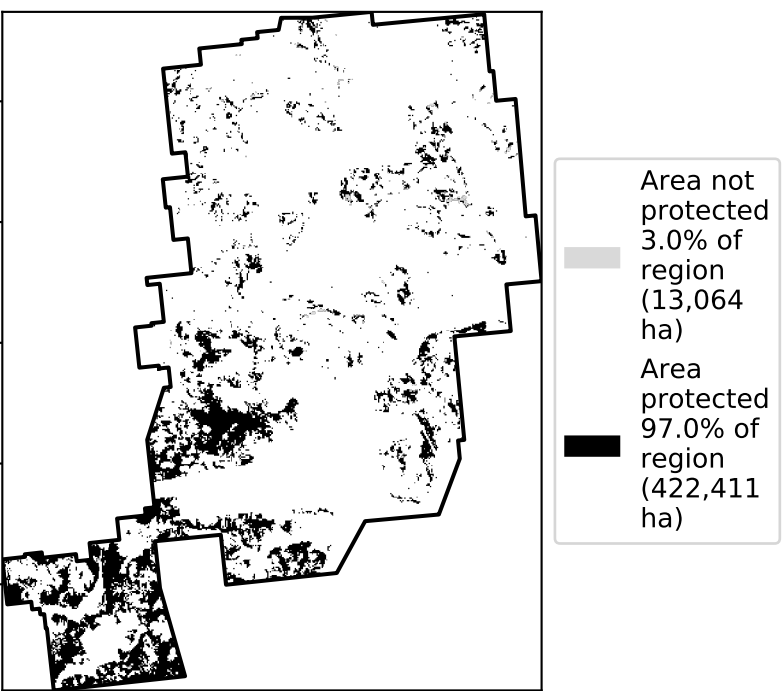 Area not
protected
3.0% of
region
(13,064
ha)
Area
protected
97.0% of
region
(422,411
ha)